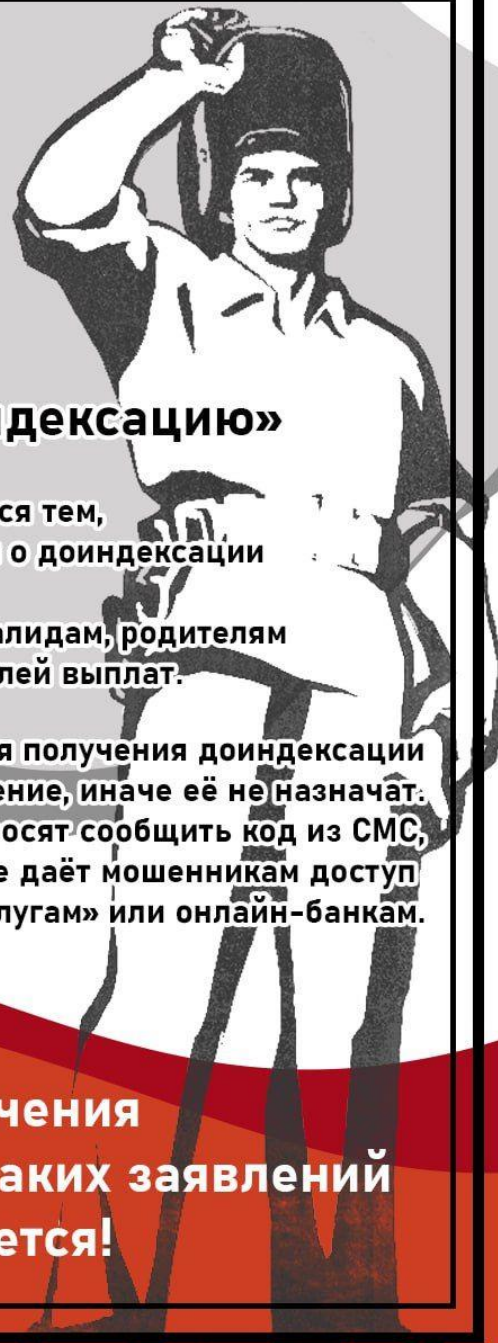 дексацию»
ся тем,
о доиндексации
алидам, родителям
лей выплат.
я получения доиндексации
ение, иначе её не назначат.
осят сообщить код из СМС,
е даёт мошенникам доступ
лугам» или онлайн-банкам.
чения
аких заявлений
ется!